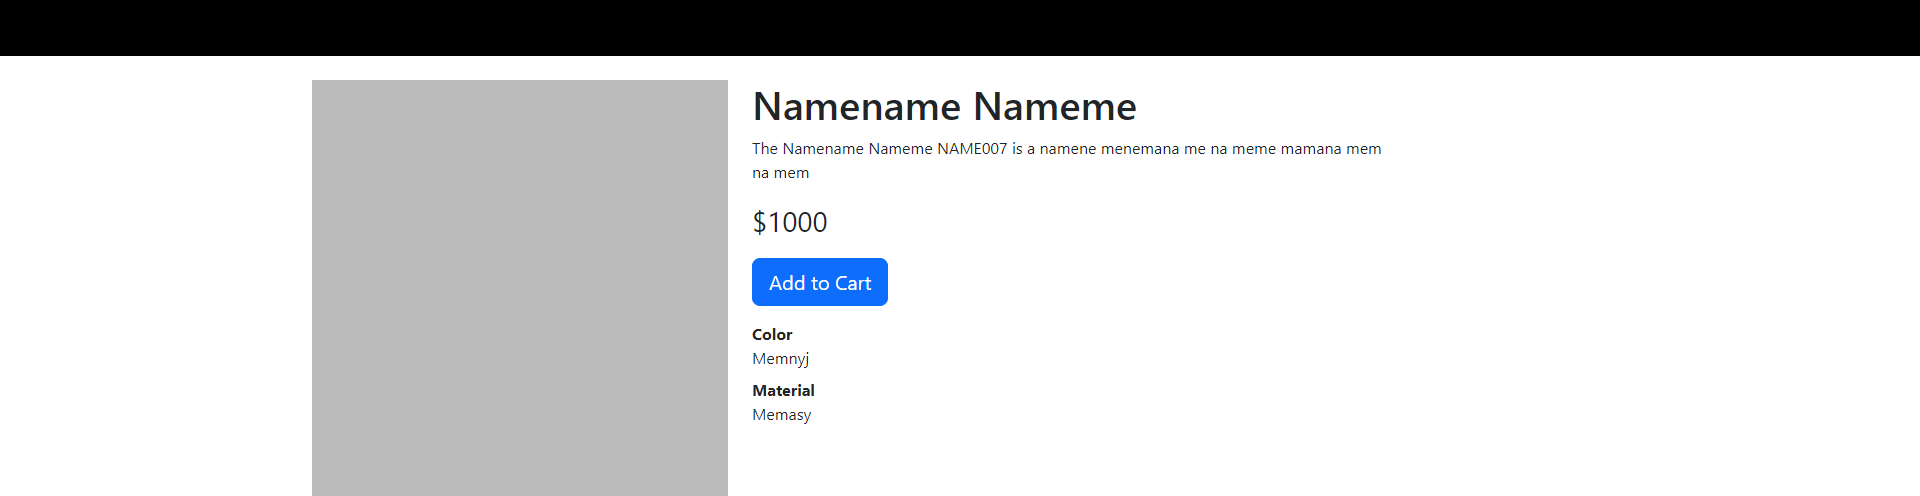 Namename Nameme
The Namename Nameme NAME007 is a namene menemana me na meme mamana mem
na mem
$1000
Add to Cart
Color
Memnyj
Material
Memasy